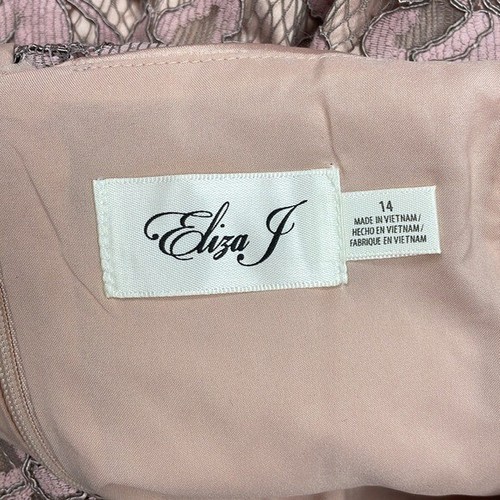 Eliza J
14
MADE IN VIETNAM/
HECHO EN VIETNAM/
FABRIQUE EN VIETNAM